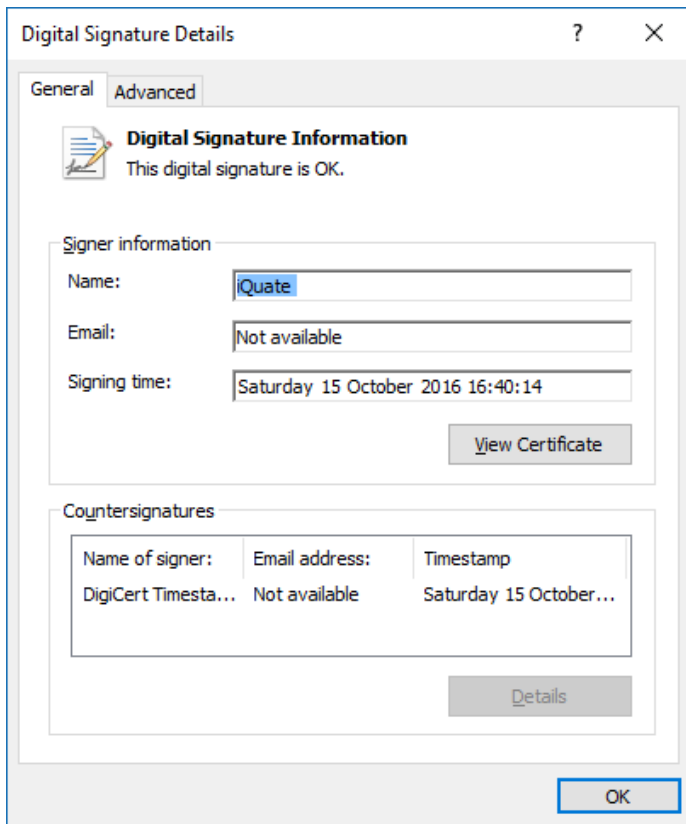 Digital Signature Details
General Advanced
Digital Signature Information
This digital signature is OK.
Signer information
Name: iQuate
Email: Not available
Signing time: Saturday 15 October 2016 16:40:14
View Certificate
Countersignatures
Name of signer: Email address: Timestamp
DigiCert Timesta... Not available Saturday 15 October...
Details
OK